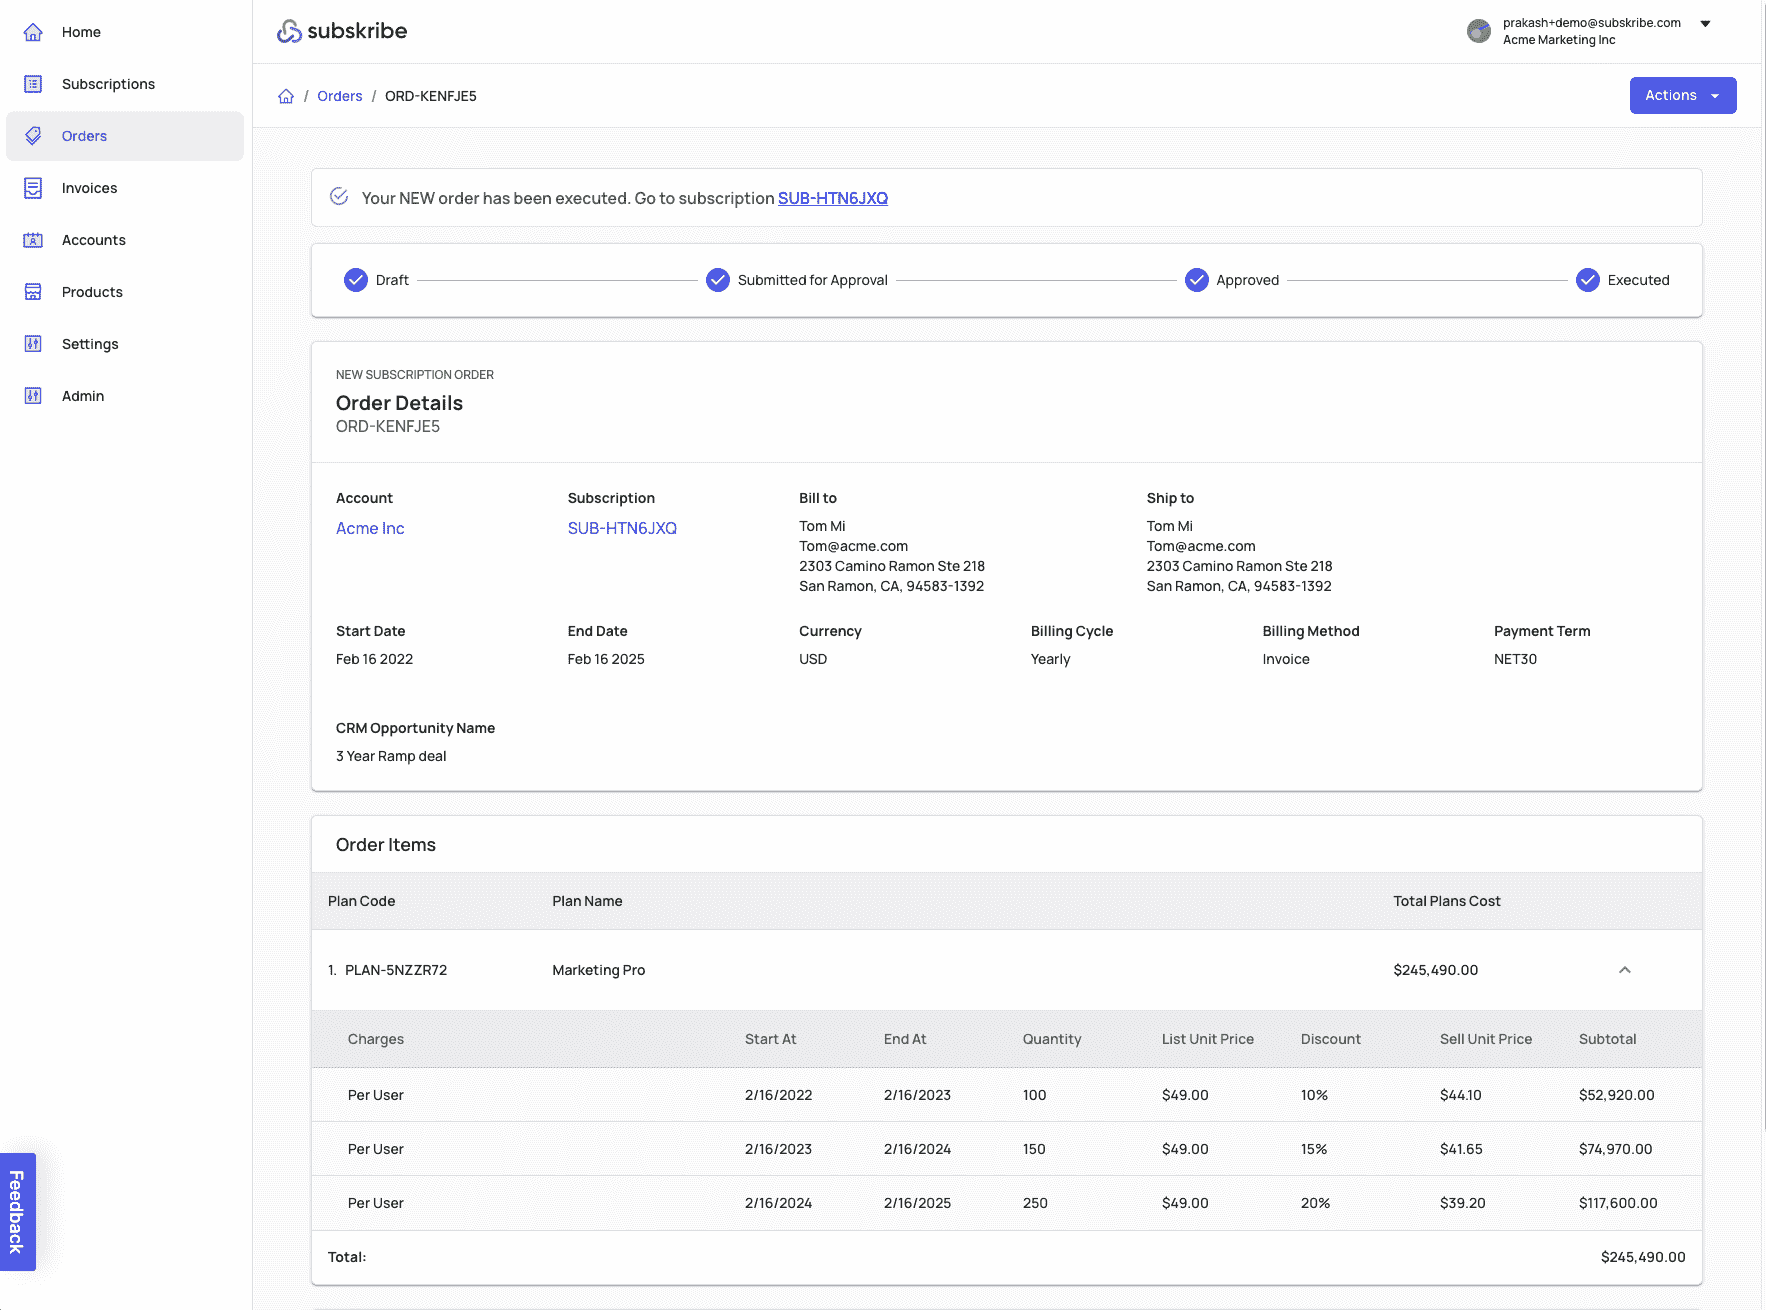 Home
Subscriptions
Orders
Invoices
Accounts
Products
Settings
Admin
Feedback
subskribe
prakash+demo@subskribe.com
Acme Marketing Inc
/ Orders / ORD-KENFJE5
Actions
Your NEW order has been executed. Go to subscription SUB-HTN6JXQ
Draft Submitted for Approval Approved Executed
NEW SUBSCRIPTION ORDER
Order Details
ORD-KENFJE5
Account
Acme Inc
Subscription
SUB-HTN6JXQ
Bill to
Tom Mi
Tom@acme.com
2303 Camino Ramon Ste 218
San Ramon, CA, 94583-1392
Ship to
Tom Mi
Tom@acme.com
2303 Camino Ramon Ste 218
San Ramon, CA, 94583-1392
Start Date End Date Currency Billing Cycle Billing Method Payment Term
Feb 16 2022 Feb 16 2025 USD Yearly Invoice NET30
CRM Opportunity Name
3 Year Ramp deal
Order Items
Plan Code Plan Name Total Plans Cost
1. PLAN-5NZZR72 Marketing Pro $245,490.00
Charges Start At End At Quantity List Unit Price Discount Sell Unit Price Subtotal
Per User 2/16/2022 2/16/2023 100 $49.00 10% $44.10 $52,920.00
Per User 2/16/2023 2/16/2024 150 $49.00 15% $41.65 $74,970.00
Per User 2/16/2024 2/16/2025 250 $49.00 20% $39.20 $117,600.00
Total: $245,490.00